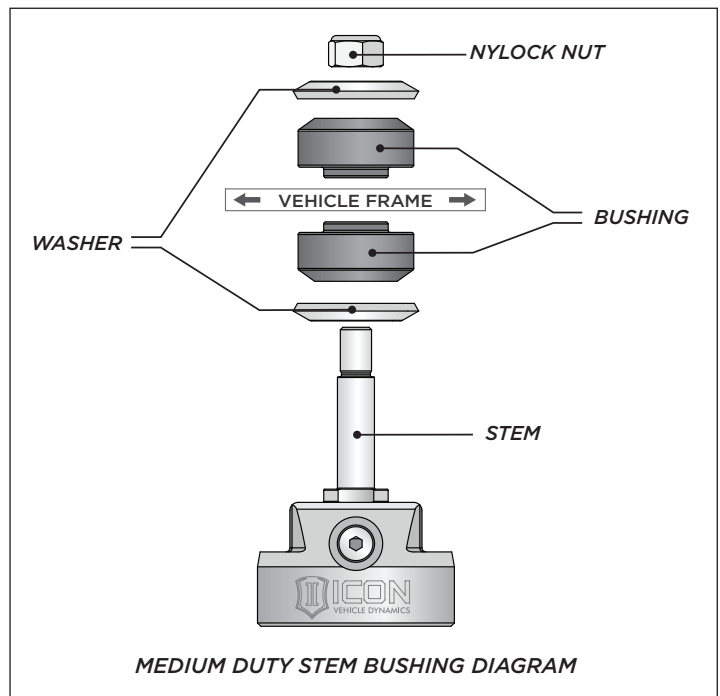 NYLOCK NUT
VEHICLE FRAME
BUSHING
WASHER
STEM
ICON
VEHICLE DYNAMICS
MEDIUM DUTY STEM BUSHING DIAGRAM